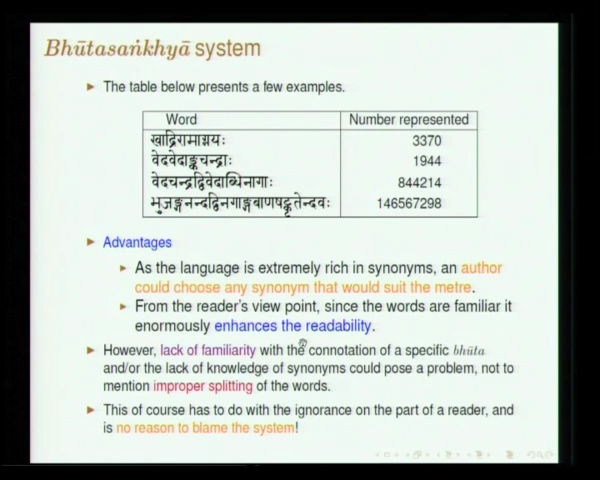 Bhūtasaṅkhyā system
The table below presents a few examples.
Word Number represented
खाद्रिरामाग्नयः 3370
वेदवेदाङ्कचन्द्राः 1944
वेदचन्द्रद्विवेदाब्धिनागाः 844214
भुजङ्गनन्दद्विनगाङ्गबाणषट्कृतेन्दवः 146567298
Advantages
As the language is extremely rich in synonyms, an author
could choose any synonym that would suit the metre.
From the reader's view point, since the words are familiar it
enormously enhances the readability.
However, lack of familiarity with the connotation of a specific bhūta
and/or the lack of knowledge of synonyms could pose a problem, not to
mention improper splitting of the words.
This of course has to do with the ignorance on the part of a reader, and
is no reason to blame the system!